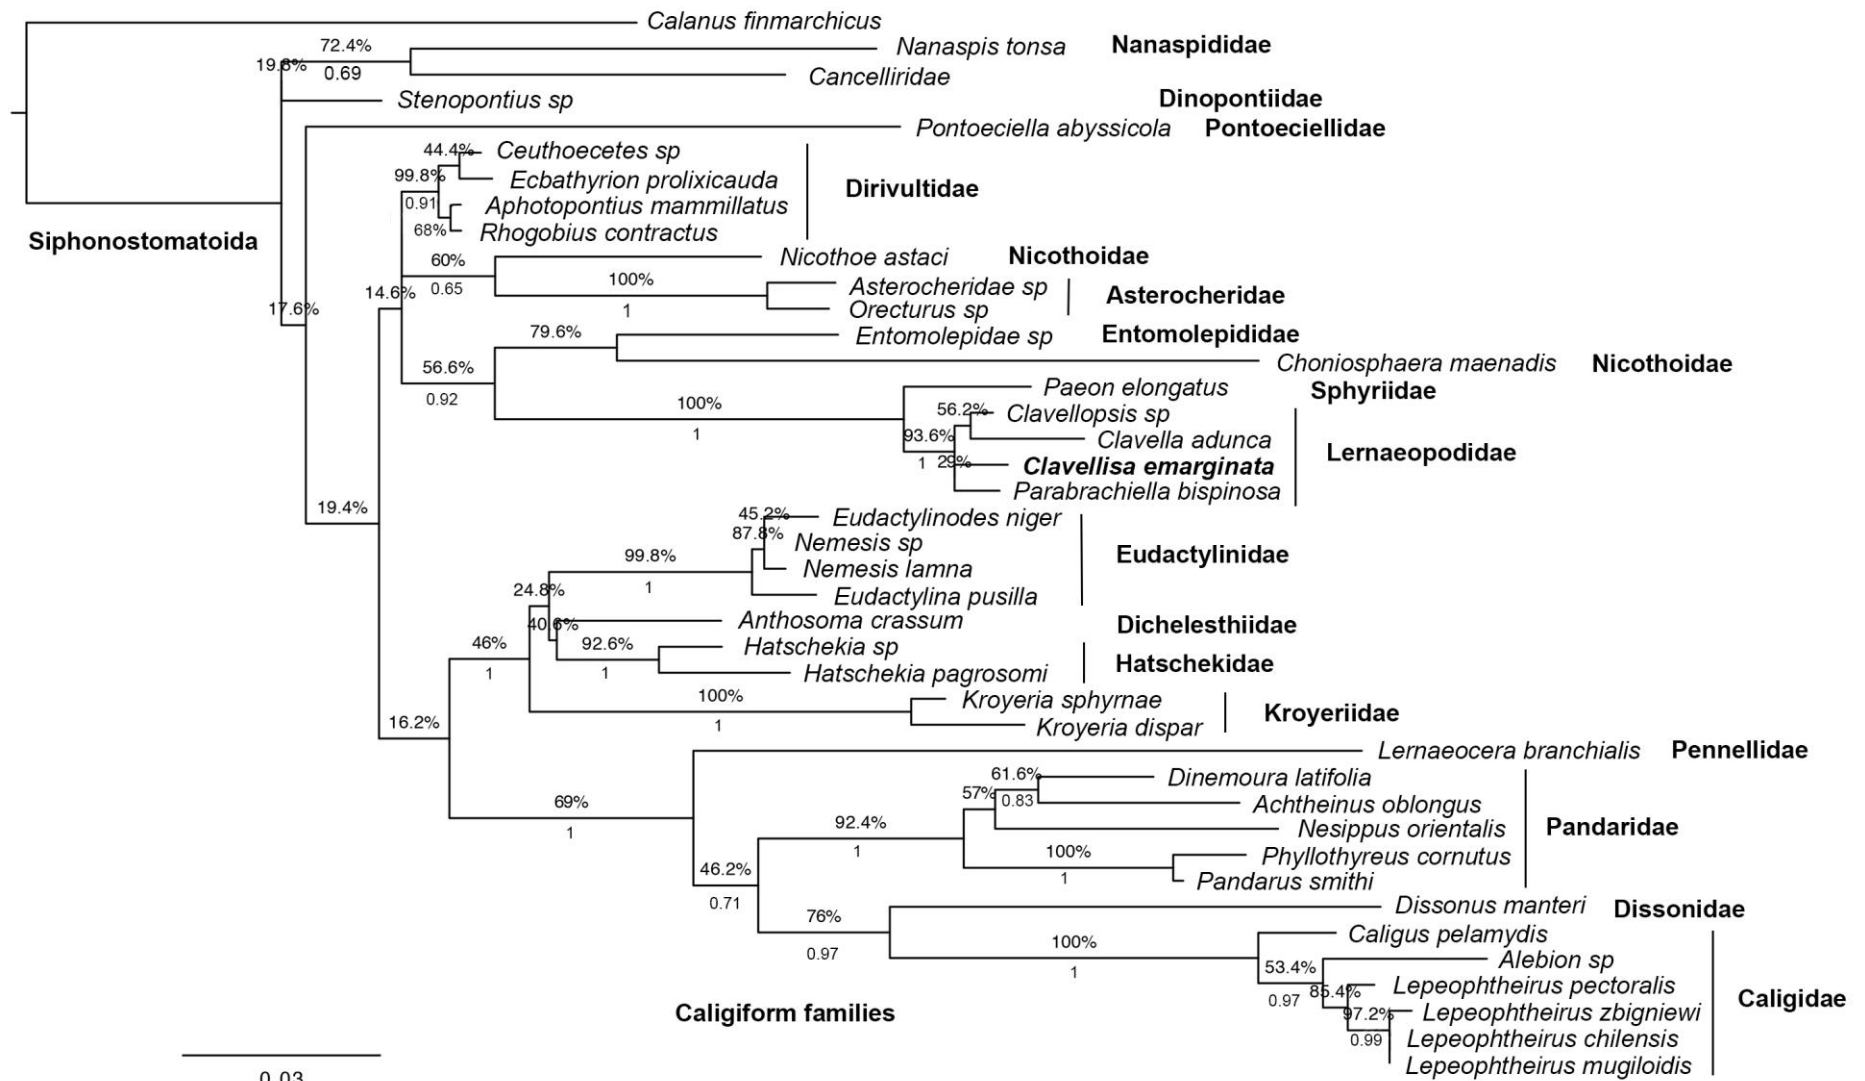 Calanus finmarchicus
72.4%
Nanaspis tonsa Nanaspididae
19.8% 0.69
Cancelliridae
Stenopontius sp Dinopontiidae
Pontoeciella abyssicola Pontoeciellidae
44.4% Ceuthoecetes sp
99.8% Ecbathyrion prolixicauda
Dirivultidae
0.91 Aphotopontius mammillatus
68% Rhogobius contractus
Siphonostomatoida
60% Nicothoe astaci Nicothoidae
0.65 100% Asterocheridae sp
14.6% Asterocheridae
17.6% 1 Orecturus sp
79.6% Entomolepidae sp Entomolepididae
56.6% Choniosphaera maenadis Nicothoidae
0.92 Paeon elongatus Sphyriidae
100% 56.2% Clavellopsis sp
1 93.6% Clavella adunca
Lernaeopodidae
1 29% Clavellisa emarginata
Parabrachiella bispinosa
19.4%
45.2% Eudactylinodes niger
87.8% Nemesis sp
99.8% Eudactylinidae
1 Nemesis lamna
24.8% Eudactylina pusilla
40.6% Anthosoma crassum Dichelesthiidae
46% 92.6% Hatschekia sp
1 1 Hatschekia pagrosomi Hatschekidae
100% Kroyeria sphyrnae
16.2% 1 Kroyeria dispar Kroyeriidae
Lernaeocera branchialis Pennellidae
61.6% Dinemoura latifolia
57% 0.83 Achtheinus oblongus
69% 92.4% Nesippus orientalis Pandaridae
1 1 100% Phyllothyreus cornutus
46.2% 1 Pandarus smithi
0.71 76% Dissonus manteri Dissonidae
0.97 100% Caligus pelamydis
1 53.4% Alebion sp
0.97 85.4% Lepeophtheirus pectoralis
Caligidae
Caligiform families 97.2% Lepeophtheirus zbigniewi
0.99 Lepeophtheirus chilensis
Lepeophtheirus mugiloidis
0.03